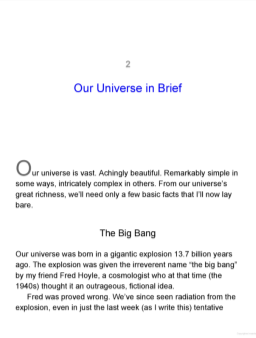 2
Our Universe in Brief
Our universe is vast. Achingly beautiful. Remarkably simple in
some ways, intricately complex in others. From our universe's
great richness, we'll need only a few basic facts that I'll now lay
bare.
The Big Bang
Our universe was born in a gigantic explosion 13.7 billion years
ago. The explosion was given the irreverent name "the big bang"
by my friend Fred Hoyle, a cosmologist who at that time (the
1940s) thought it an outrageous, fictional idea.
Fred was proved wrong. We've since seen radiation from the
explosion, even in just the last week (as I write this) tentative